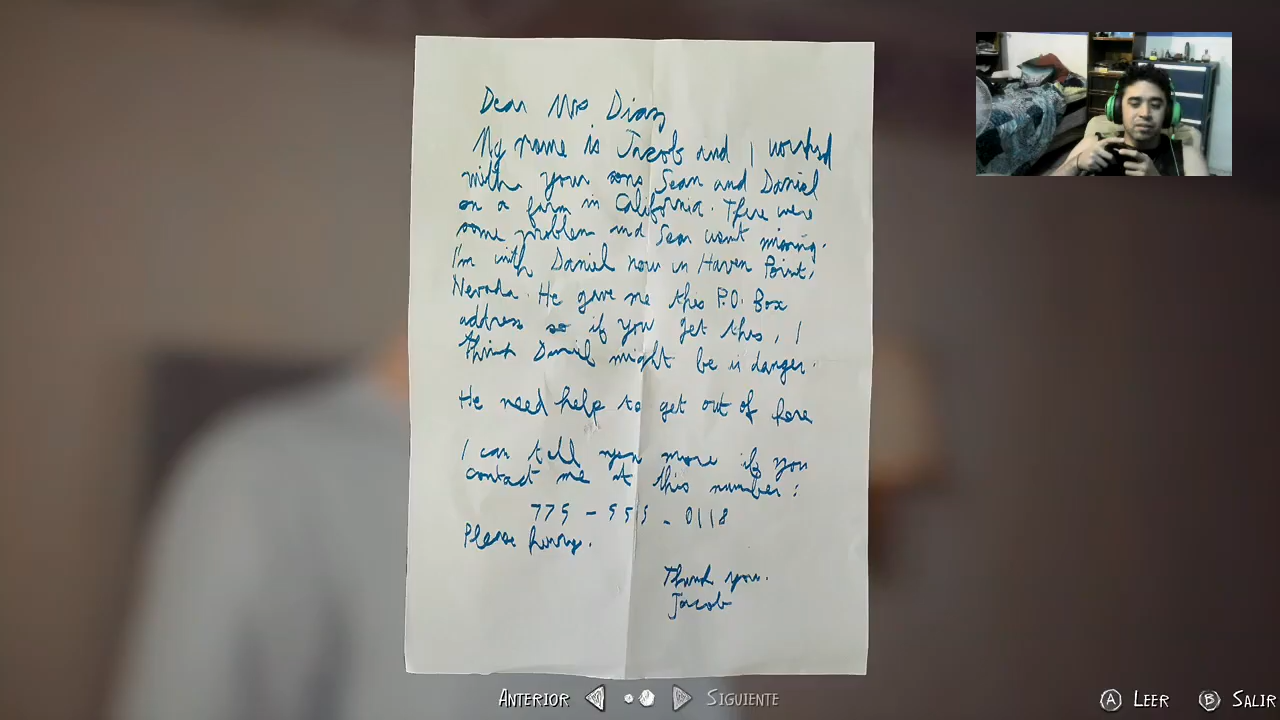 Dear Mrs. Diaz
My name is Jacob and I worked
with your sons Sean and Daniel
on a farm in California. There were
some problem and Sean went missing.
I'm with Daniel now in Haven Point,
Nevada. He gave me this P.O. Box
address so if you get this, I
think Daniel might be in danger.
He need help to get out of here
I can tell you more if you
contact me at this number:
775-555-0118
Please hurry.
Thank you.
Jacob
ANTERIOR SIGUIENTE A LEER B SALIR